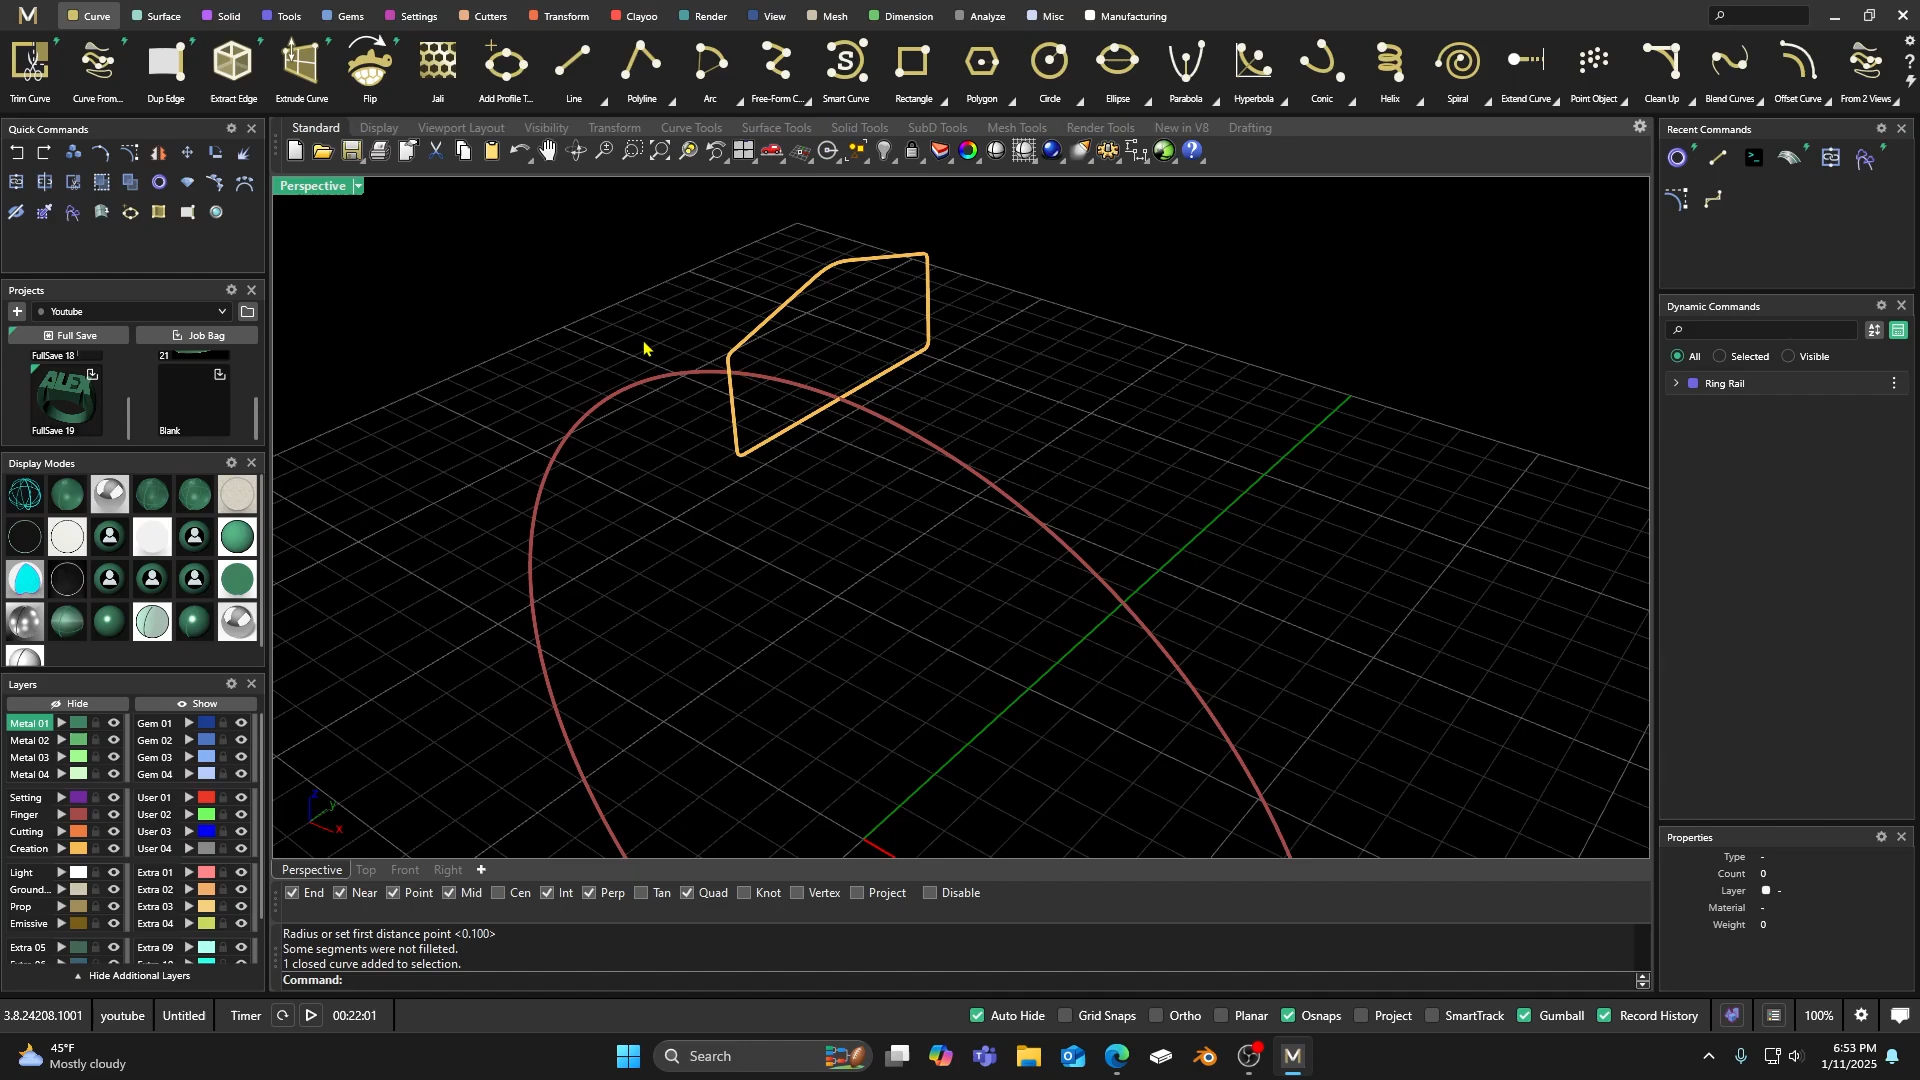 Curve Surface Solid Tools Gems Settings Cutters Transform Clayoo Render View Mesh Dimension Analyze Misc Manufacturing
Trim Curve Curve From... Dup Edge Extract Edge Extrude Curve Flip Jali Add Profile T... Line Polyline Arc Free-Form C... Smart Curve Rectangle Polygon Circle Ellipse Parabola Hyperbola Conic Helix Spiral Extend Curve Point Object Clean Up Blend Curves Offset Curve From 2 Views
Quick Commands
Standard Display Viewport Layout Visibility Transform Curve Tools Surface Tools Solid Tools SubD Tools Mesh Tools Render Tools New in V8 Drafting
Recent Commands
Perspective
Projects
Youtube
Full Save Job Bag
FullSave 18 21
FullSave 19 Blank
Dynamic Commands
All Selected Visible
Ring Rail
Display Modes
Layers
Hide Show
Metal 01 Gem 01
Metal 02 Gem 02
Metal 03 Gem 03
Metal 04 Gem 04
Setting User 01
Finger User 02
Cutting User 03
Creation User 04
Light Extra 01
Ground... Extra 02
Prop Extra 03
Emissive Extra 04
Extra 05 Extra 09
Hide Additional Layers
z
y
x
Perspective Top Front Right
End Near Point Mid Cen Int Perp Tan Quad Knot Vertex Project Disable
Radius or set first distance point <0.100>
Some segments were not filleted.
1 closed curve added to selection.
Command:
Properties
Type -
Count 0
Layer -
Material -
Weight 0
3.8.24208.1001 youtube Untitled Timer 00:22:01 Auto Hide Grid Snaps Ortho Planar Osnaps Project SmartTrack Gumball Record History 100%
45°F
Mostly cloudy
Search
6:53 PM
1/11/2025